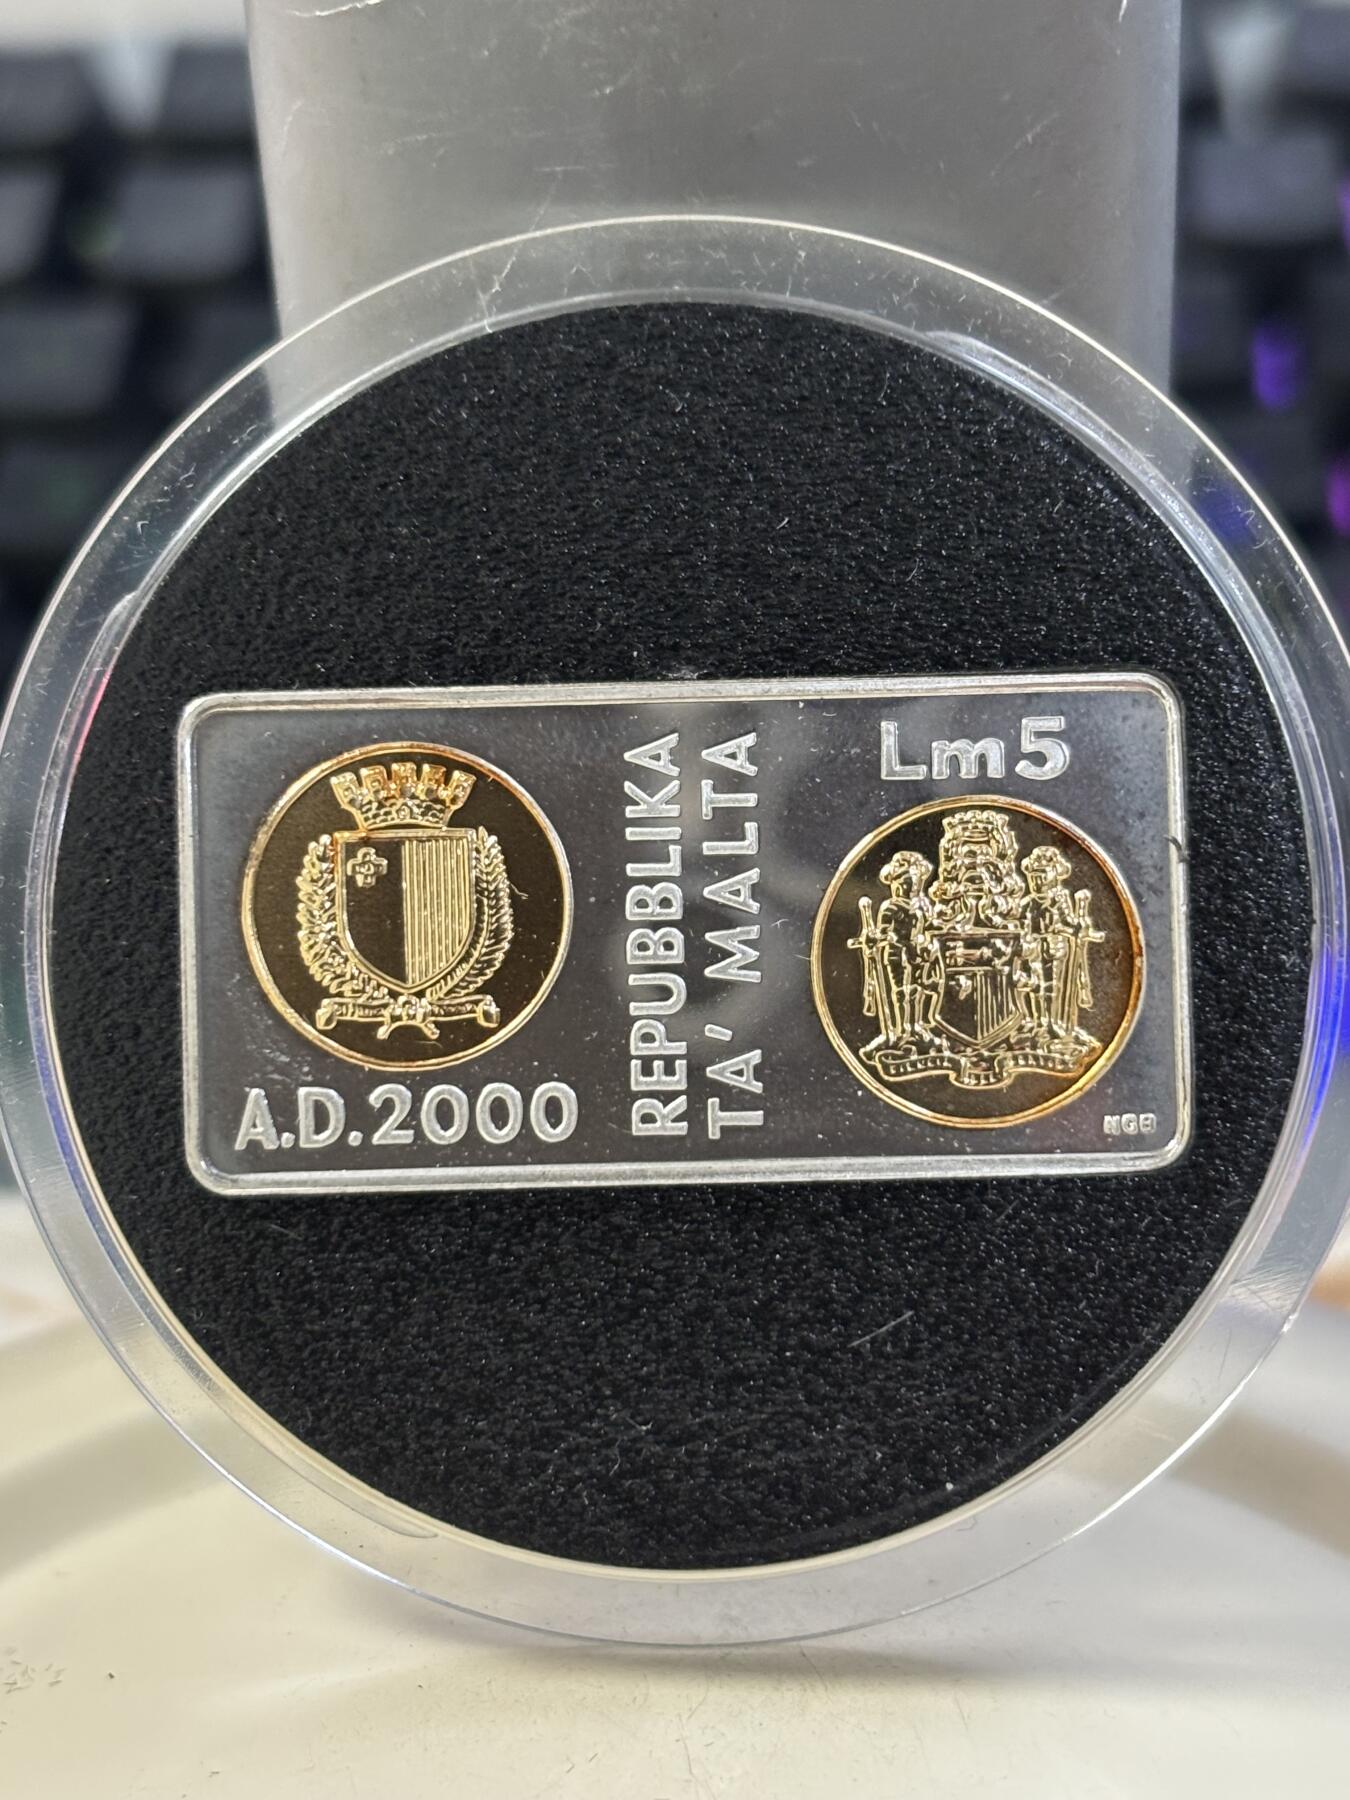 A.D.2000
REPUBBLIKA
TA' MALTA
Lm5
NGB